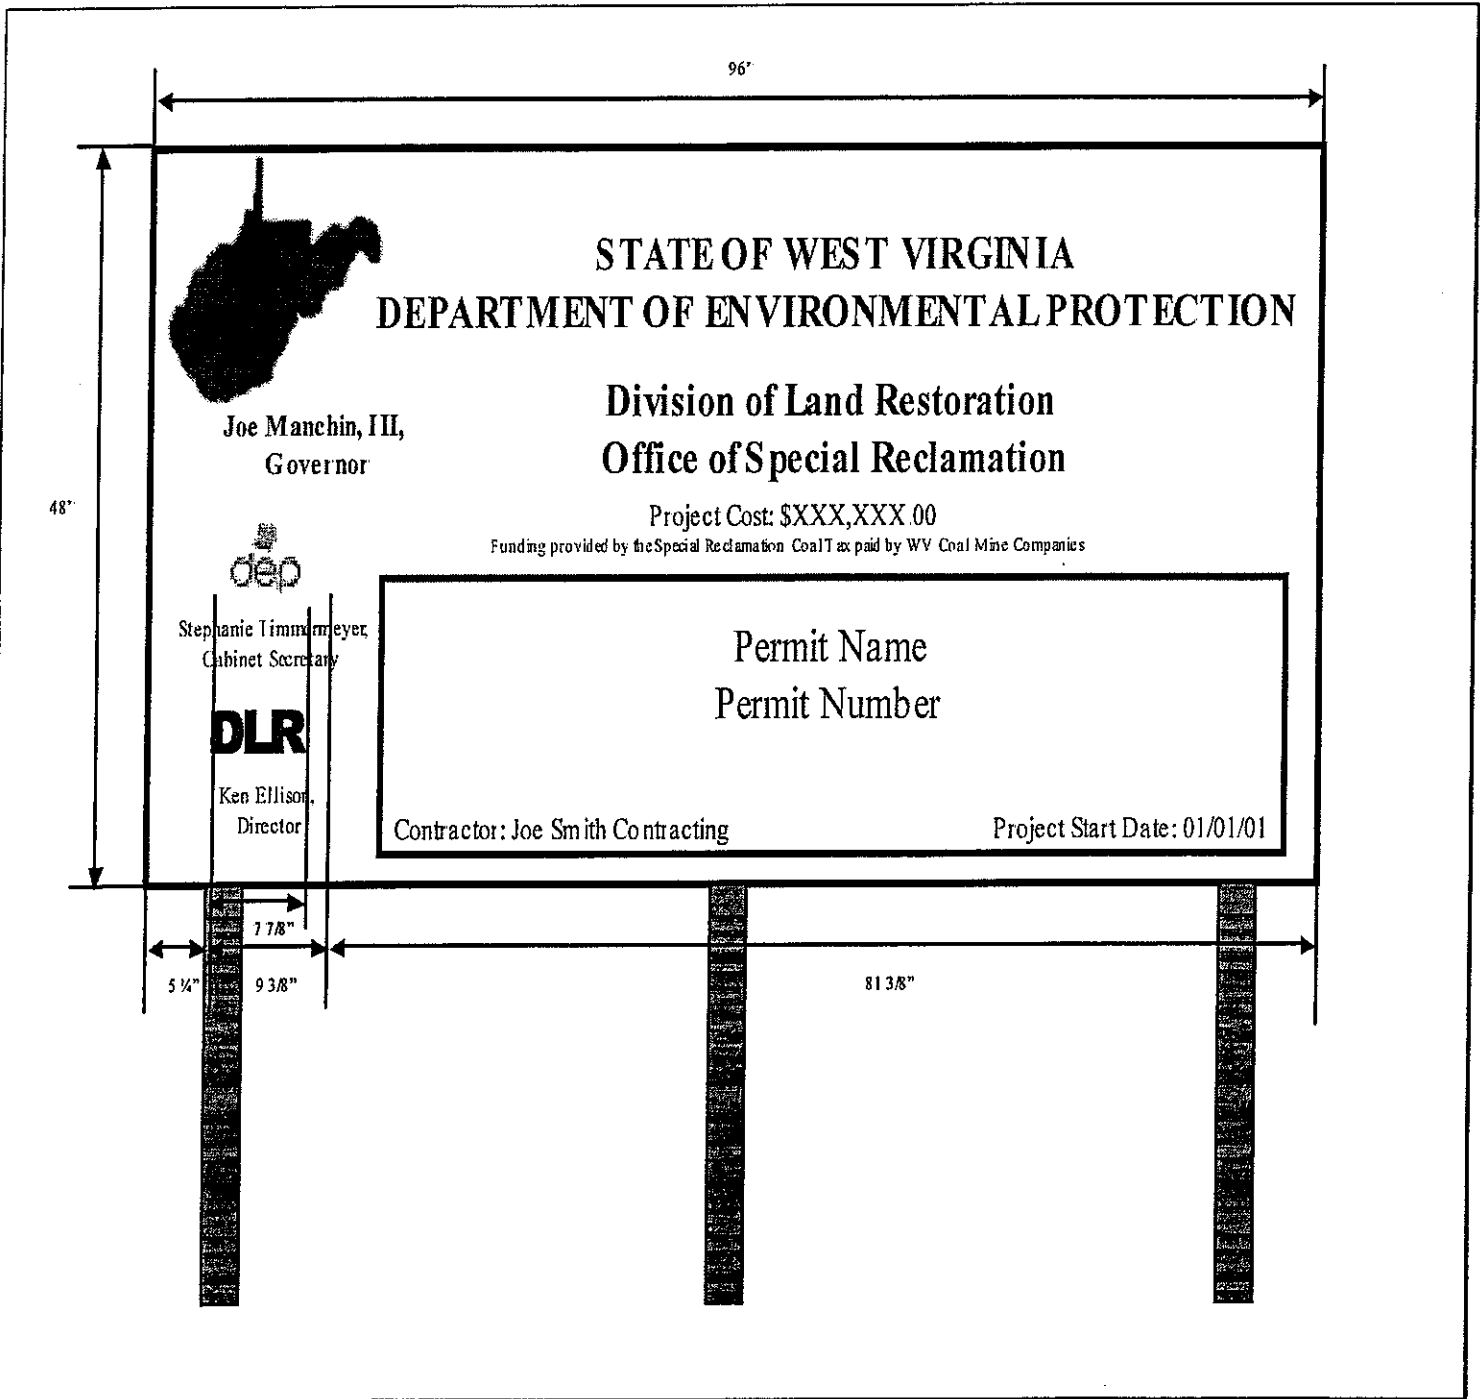 96"
STATE OF WEST VIRGINIA
DEPARTMENT OF ENVIRONMENTAL PROTECTION
Division of Land Restoration
Office of Special Reclamation
Project Cost: $XXX,XXX.00
Funding provided by the Special Reclamation Coal Tax paid by WV Coal Mine Companies
Joe Manchin, III,
Governor
48"
dep
Stephanie Timmermeyer,
Cabinet Secretary
DLR
Ken Ellison,
Director
Permit Name
Permit Number
Contractor: Joe Smith Contracting
Project Start Date: 01/01/01
7 7/8"
5 ¼"
9 3/8"
81 3/8"